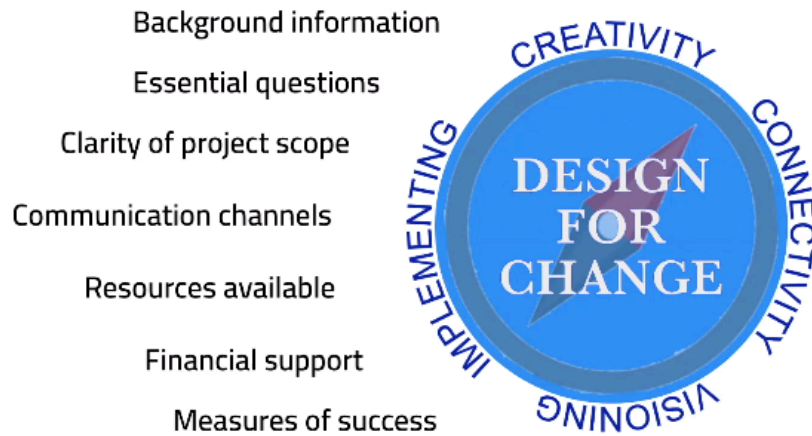 Background information
Essential questions
Clarity of project scope
Communication channels
Resources available
Financial support
Measures of success
CREATIVITY
CONNECTIVITY
VISIONING
IMPLEMENTING
DESIGN
FOR
CHANGE